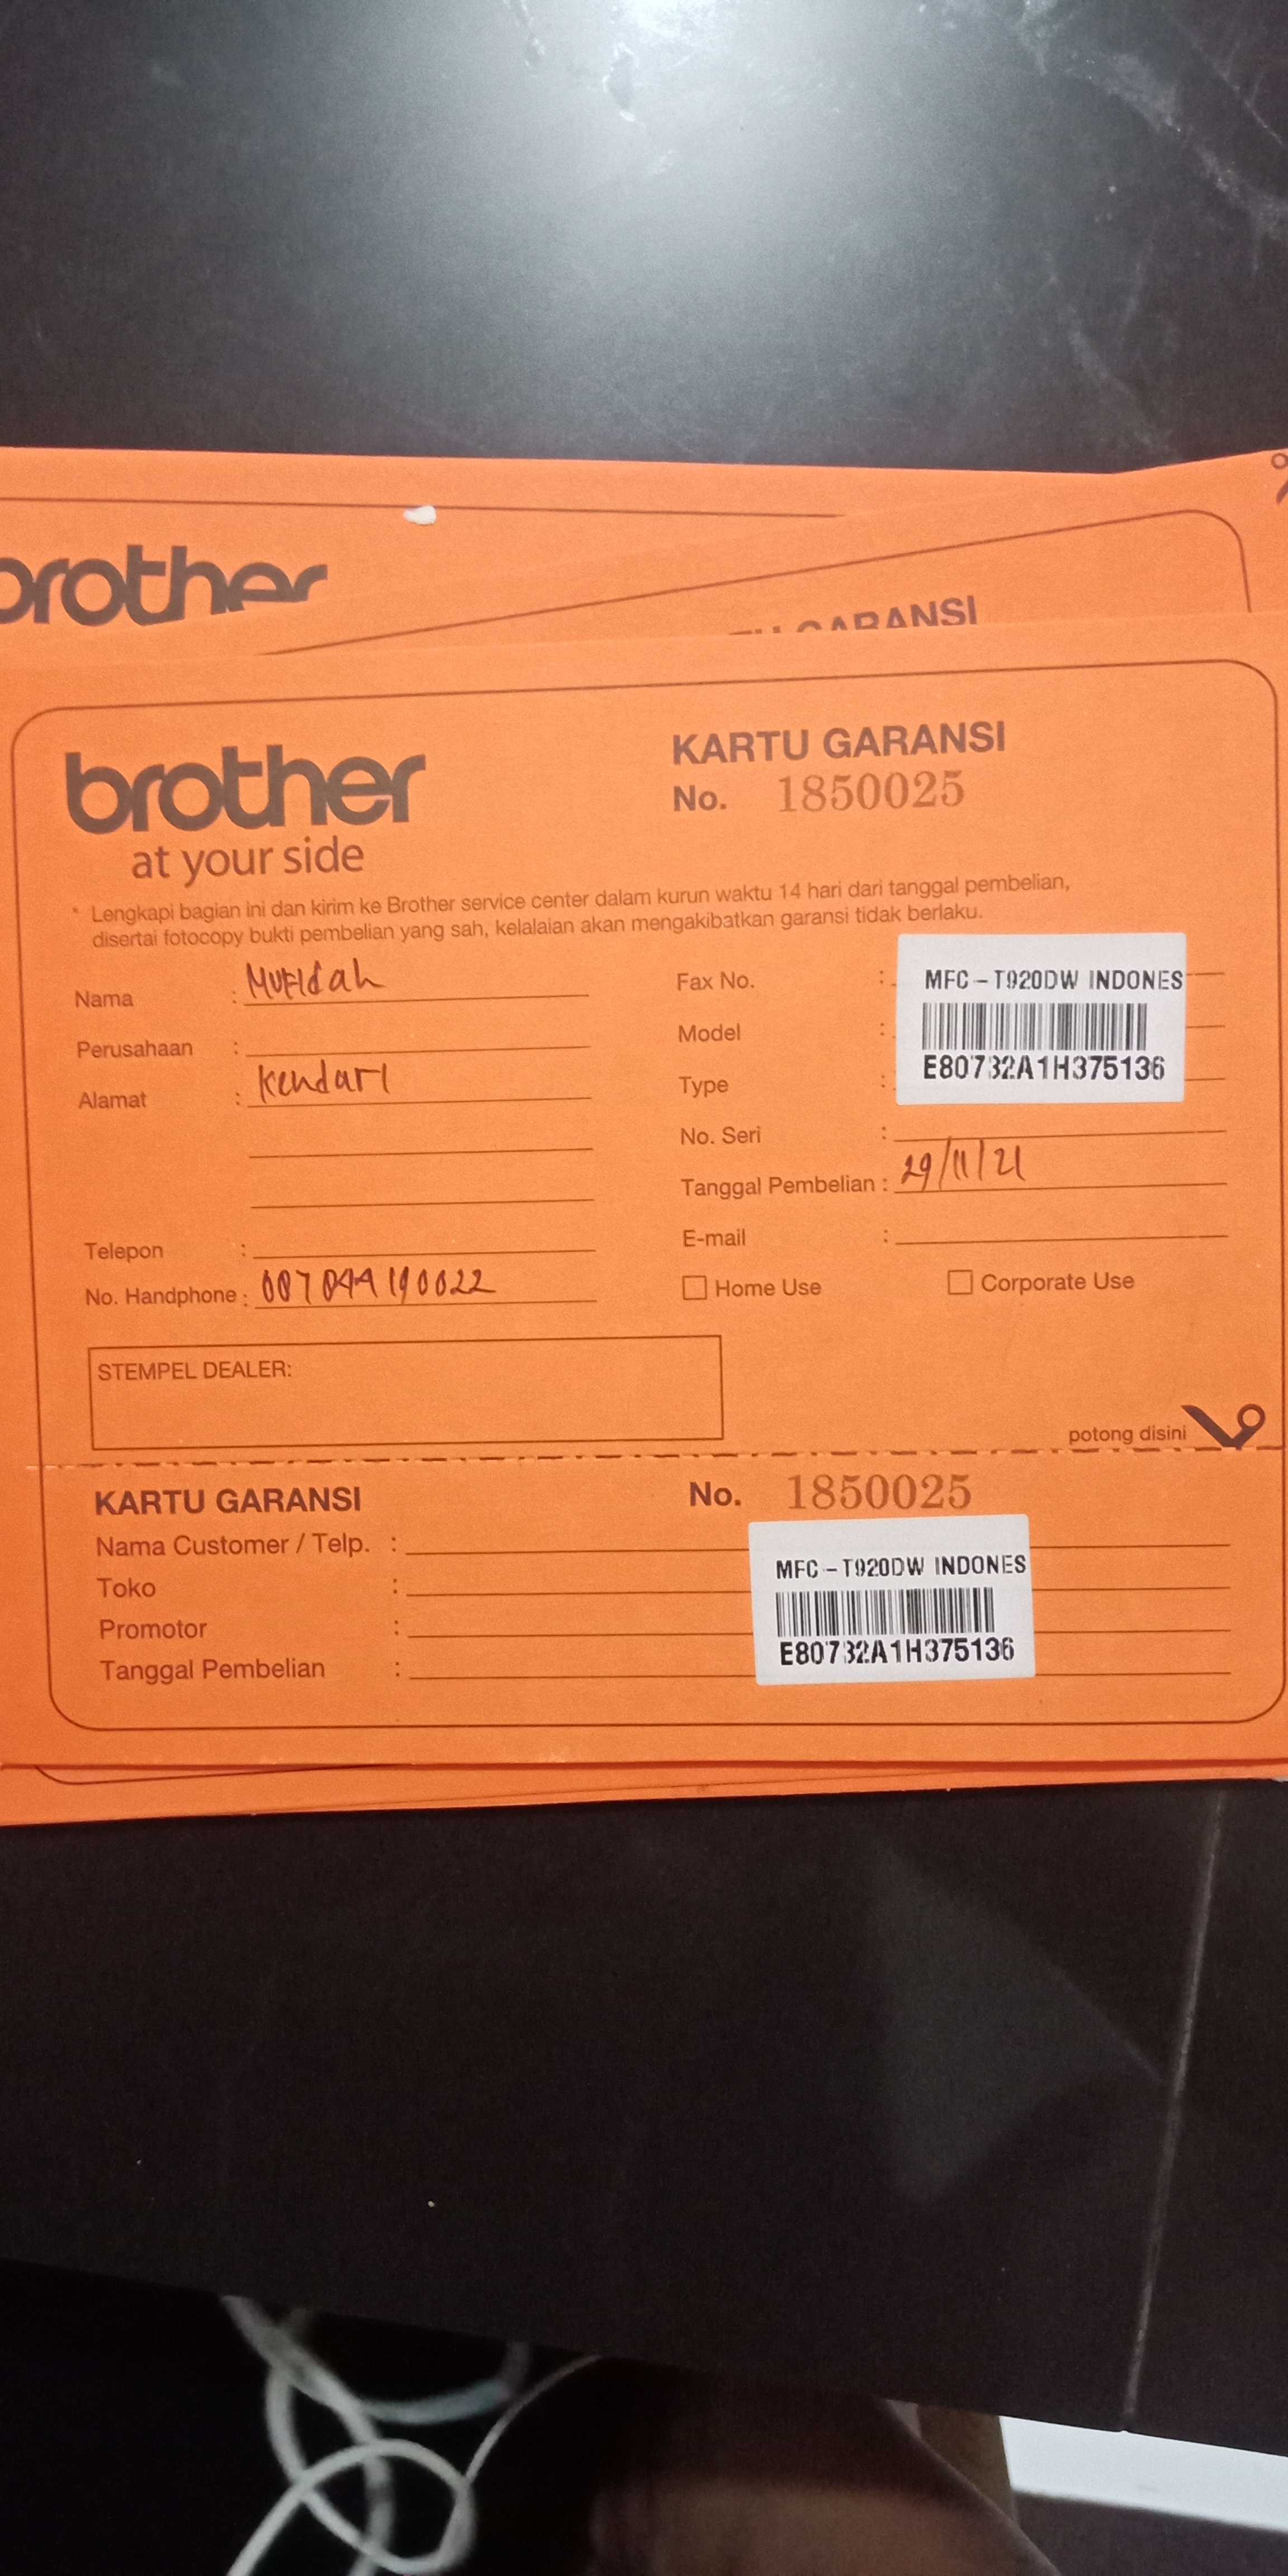 brother
GARANSI
brother
at your side
KARTU GARANSI
No. 1850025
* Lengkapi bagian ini dan kirim ke Brother service center dalam kurun waktu 14 hari dari tanggal pembelian,
disertai fotocopy bukti pembelian yang sah, kelalaian akan mengakibatkan garansi tidak berlaku.
Nama : Mufidah
Perusahaan :
Alamat : Kendari
Telepon :
No. Handphone :
Fax No. :
Model :
Type :
MFC-T920DW INDONES
E80732A1H375136
No. Seri :
Tanggal Pembelian : 29/11/21
E-mail :
Home Use
Corporate Use
STEMPEL DEALER:
potong disini
KARTU GARANSI
No. 1850025
Nama Customer / Telp. :
Toko :
Promotor :
Tanggal Pembelian :
MFC-T920DW INDONES
E80732A1H375136